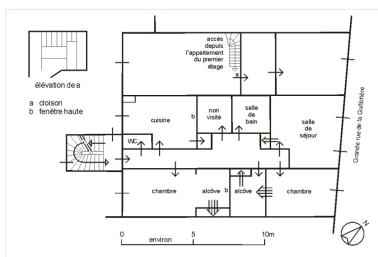 accès
depuis
l'appartement
du premier
étage
a
élévation de a
a cloison
b fenêtre haute
cuisine
b
non
visité
salle
de
bain
salle
de
séjour
WC
chambre
alcôve
b
alcôve
chambre
Grande rue de la Guillotière
N
0 5 10m
environ